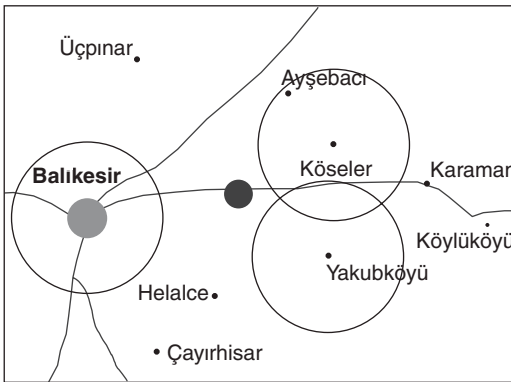 Üçpınar
Ayşebacı
Balıkesir
Köseler
Karaman
Köylüköyü
Yakubköyü
Helalce
Çayırhisar